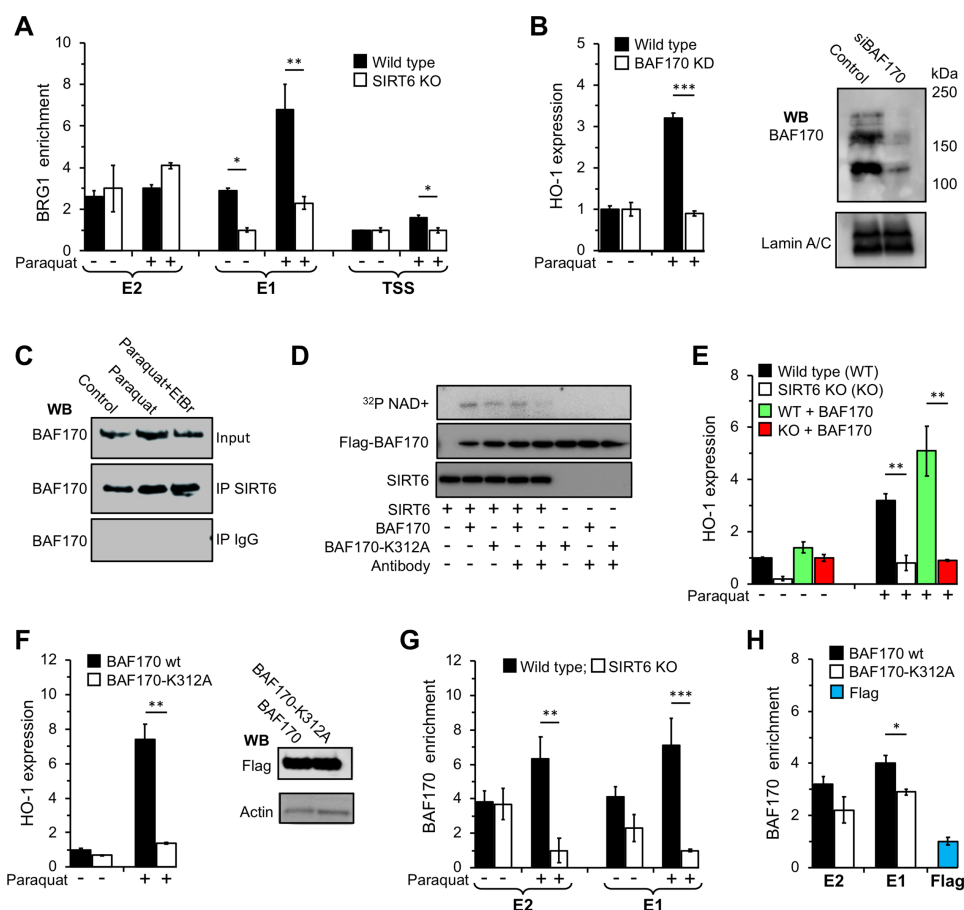 A
BRG1 enrichment
10
8
6
4
2
0
Wild type
SIRT6 KO
*
**
*
Paraquat - - + + - - + + - - + +
E2 E1 TSS
B
HO-1 expression
5
4
3
2
1
0
Wild type
BAF170 KD
***
Paraquat - - + +
Control
siBAF170
kDa
250
WB
BAF170
150
100
Lamin A/C
C
Control
Paraquat
Paraquat+EtBr
WB
BAF170 Input
BAF170 IP SIRT6
BAF170 IP IgG
D
32P NAD+
Flag-BAF170
SIRT6
SIRT6 + + + + + - - -
BAF170 - + - + - - + -
BAF170-K312A - - + - + + - +
Antibody - - - + + - + +
E
HO-1 expression
8
6
4
2
0
Wild type (WT)
SIRT6 KO (KO)
WT + BAF170
KO + BAF170
**
**
Paraquat - - - - + + + +
F
HO-1 expression
12
10
8
6
4
2
0
BAF170 wt
BAF170-K312A
**
Paraquat - - + +
BAF170-K312A
BAF170
WB
Flag
Actin
G
BAF170 enrichment
12
10
8
6
4
2
0
Wild type; SIRT6 KO
**
***
Paraquat - - + + - - + +
E2 E1
H
BAF170 enrichment
8
6
4
2
0
BAF170 wt
BAF170-K312A
Flag
*
E2 E1 Flag